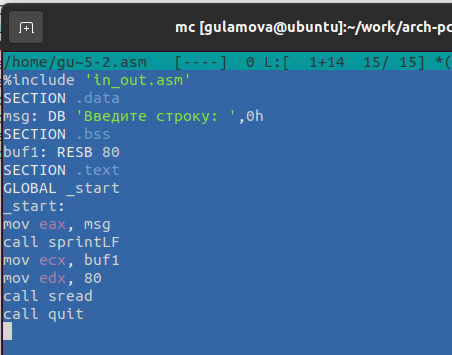 mc [gulamova@ubuntu]:~/work/arch-pc
/home/gu~5-2.asm [----] 0 L:[ 1+14 15/ 15] *(
%include 'in_out.asm'
SECTION .data
msg: DB 'Введите строку: ',0h
SECTION .bss
buf1: RESB 80
SECTION .text
GLOBAL _start
_start:
mov eax, msg
call sprintLF
mov ecx, buf1
mov edx, 80
call sread
call quit